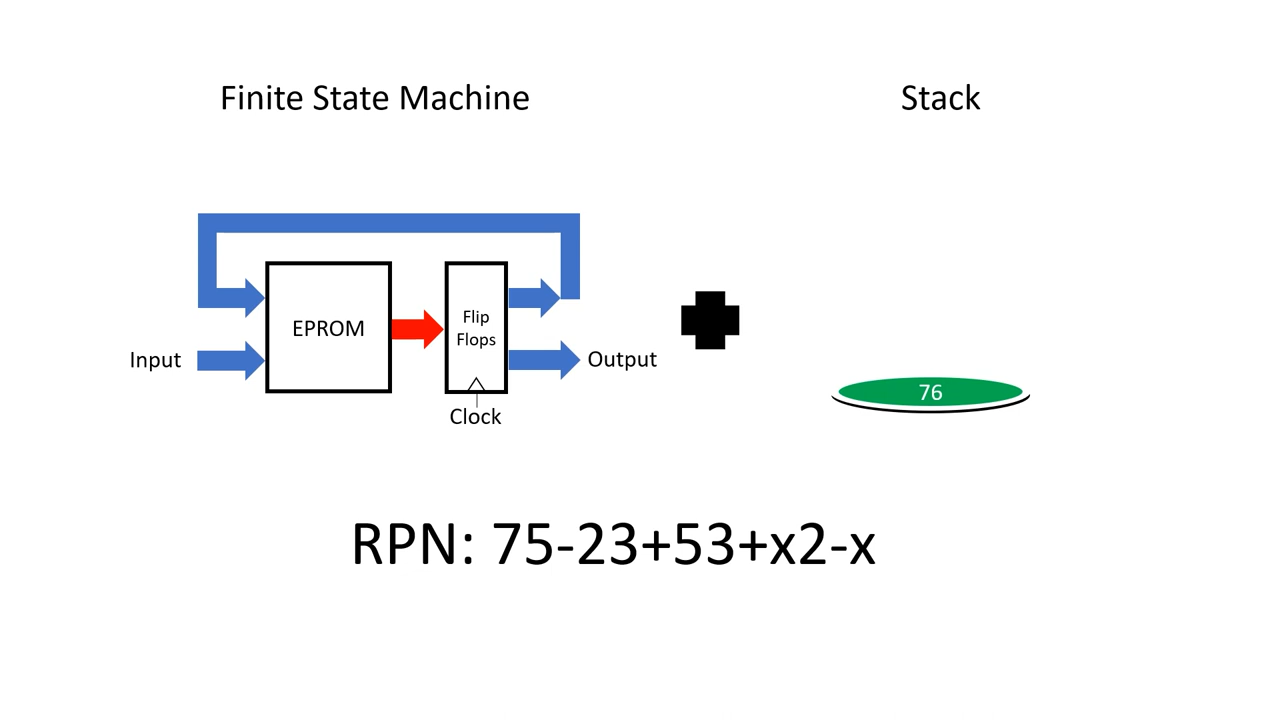 Finite State Machine
Stack
EPROM
Flip
Flops
Input
Output
Clock
76
RPN: 75-23+53+x2-x